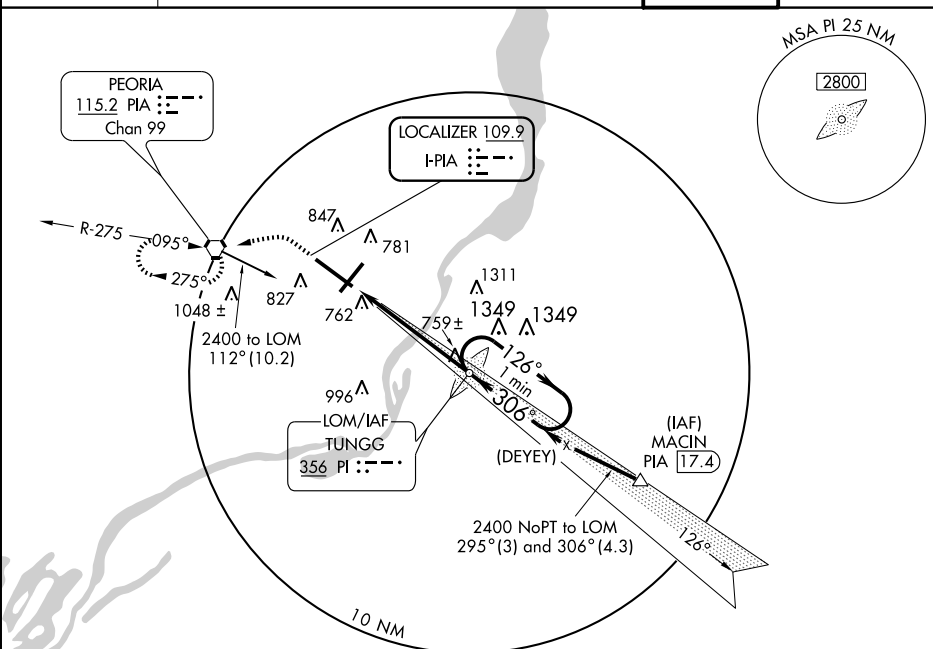 MSA PI 25 NM
2800
PEORIA
115.2 PIA
Chan 99
LOCALIZER 109.9
I-PIA
R-275
095°
275°
847
781
827
762
1048 ±
2400 to LOM
112° (10.2)
1311
1349
1349
759±
126°
1 min
306°
996
LOM/IAF
TUNGG
356 PI
(DEYEY)
(IAF)
MACIN
PIA 17.4
x
2400 NoPT to LOM
295° (3) and 306° (4.3)
126°
10 NM